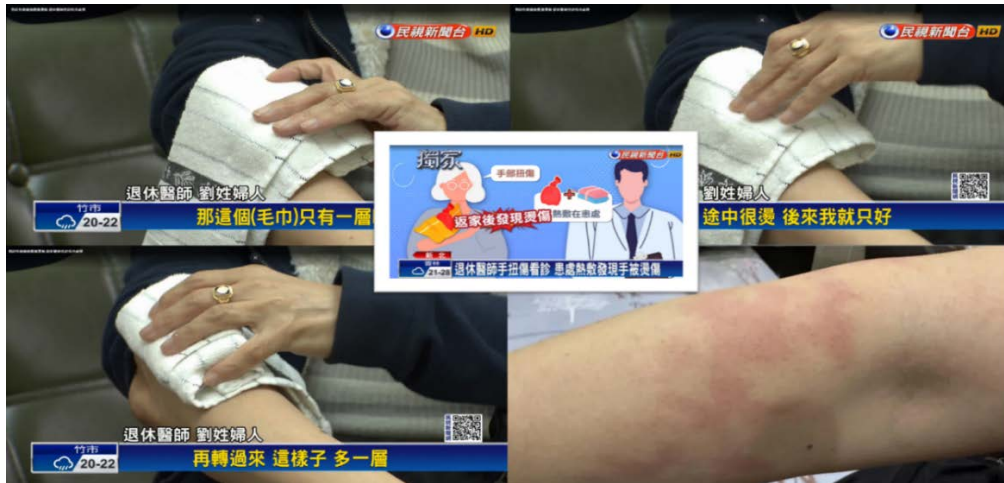 民視新聞台 HD
退休醫師 劉姓婦人
竹市
20-22
那這個(毛巾)只有一層
民視新聞台 HD
劉姓婦人
途中很燙 後來我就只好
獨家
民視新聞台 HD
手部扭傷
返家後發現燙傷
熱敷在患處
21-28
退休醫師手扭傷看診 患處熱敷發現手被燙傷
退休醫師 劉姓婦人
竹市
20-22
再轉過來 這樣子 多一層